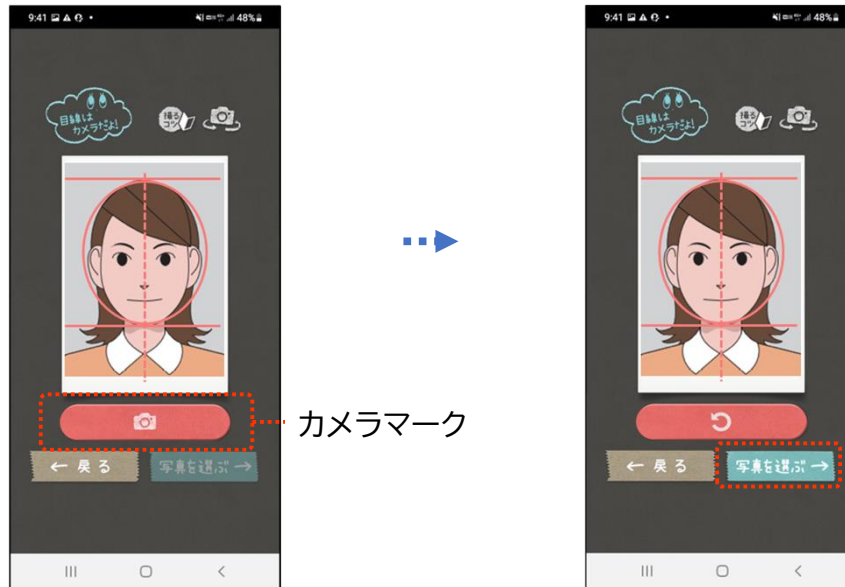 9:41
48%
目線は
カメラだよ!
撮る
コツ
カメラマーク
← 戻る
写真を選ぶ →
9:41
48%
目線は
カメラだよ!
撮る
コツ
← 戻る
写真を選ぶ →